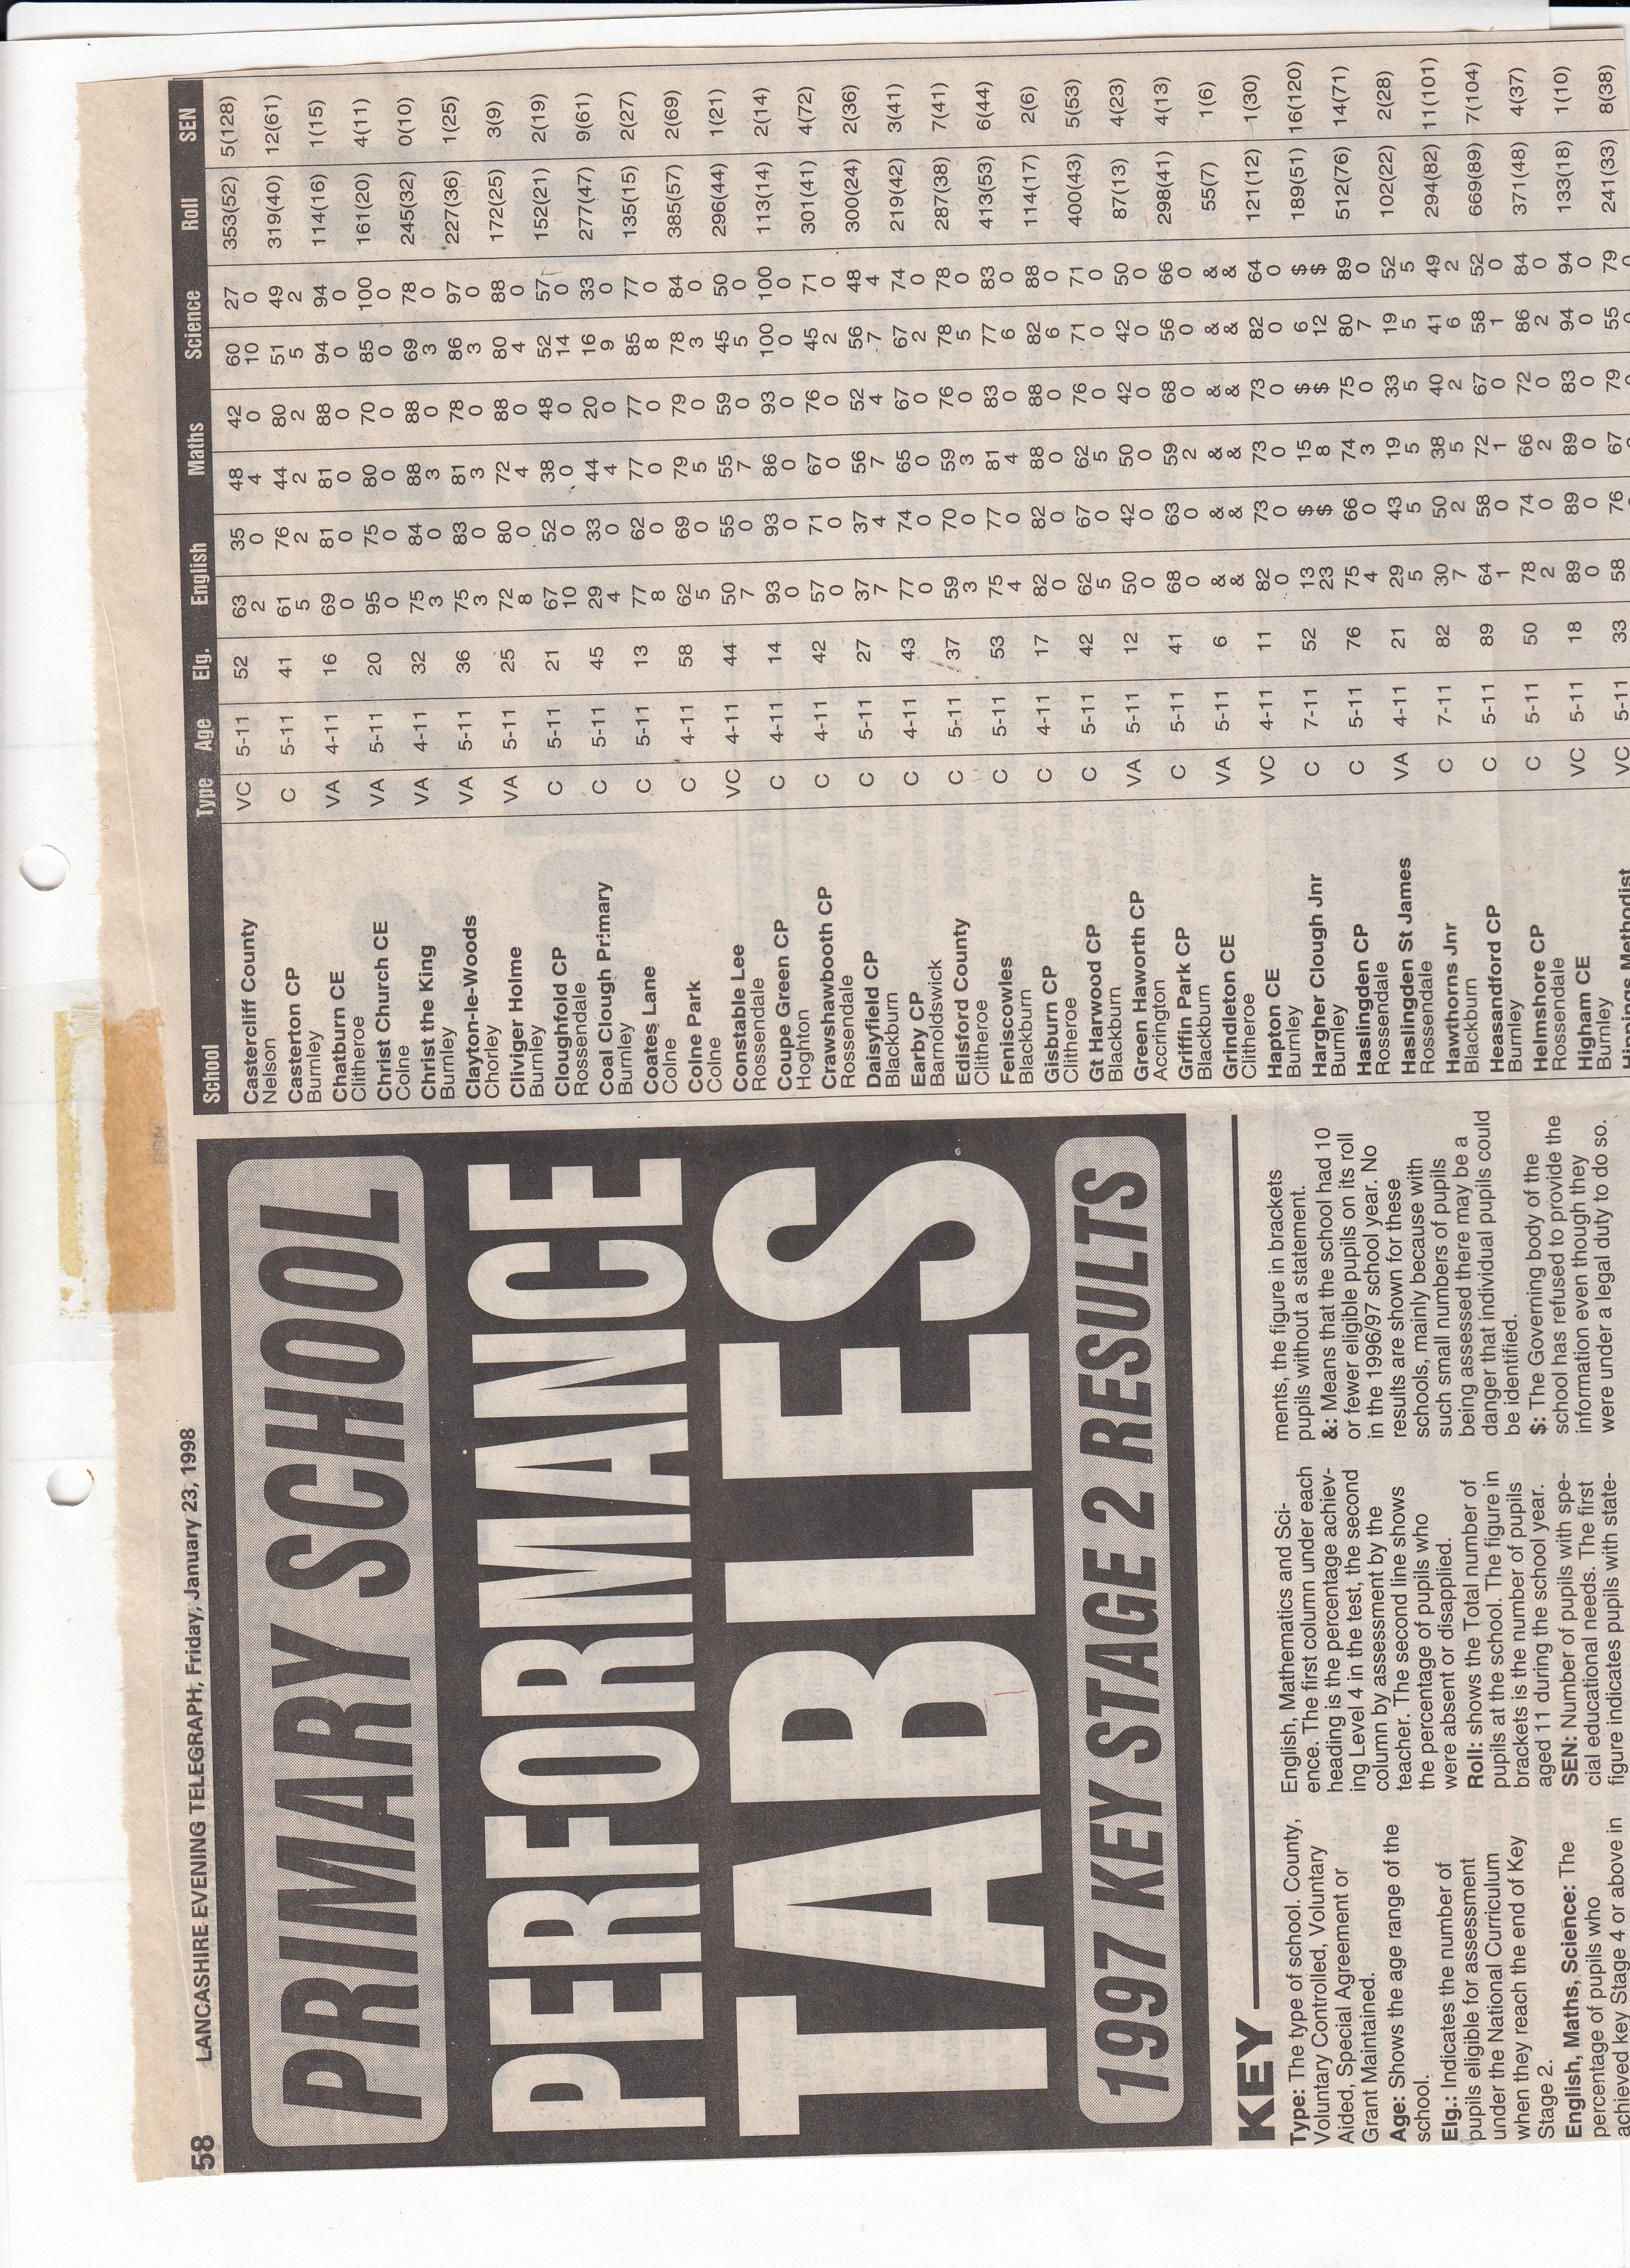 58 LANCASHIRE EVENING TELEGRAPH, Friday, January 23, 1998
PRIMARY SCHOOL
PERFORMANCE
TABLES
1997 KEY STAGE 2 RESULTS
KEY
Type: The type of school. County,
Voluntary Controlled, Voluntary
Aided, Special Agreement or
Grant Maintained.
Age: Shows the age range of the
school.
Elg.: Indicates the number of
pupils eligible for assessment
under the National Curriculum
when they reach the end of Key
Stage 2.
English, Maths, Science: The
percentage of pupils who
achieved key Stage 4 or above in
English, Mathematics and Sci-
ence. The first column under each
heading is the percentage achiev-
ing Level 4 in the test, the second
column by assessment by the
teacher. The second line shows
the percentage of pupils who
were absent or disapplied.
Roll: shows the Total number of
pupils at the school. The figure in
brackets is the number of pupils
aged 11 during the school year.
SEN: Number of pupils with spe-
cial educational needs. The first
figure indicates pupils with state-
ments, the figure in brackets
pupils without a statement.
&: Means that the school had 10
or fewer eligible pupils on its roll
in the 1996/97 school year. No
results are shown for these
schools, mainly because with
such small numbers of pupils
being assessed there may be a
danger that individual pupils could
be identified.
$: The Governing body of the
school has refused to provide the
information even though they
were under a legal duty to do so.
School Type Age Elg. English Maths Science Roll SEN
Castercliff County VC 5-11 52 63 35 48 42 60 27 353(52) 5(128)
Nelson 2 0 4 0 10 0
Casterton CP C 5-11 41 61 76 44 80 51 49 319(40) 12(61)
Burnley 5 2 2 2 5 2
Chatburn CE VA 4-11 16 69 81 81 88 94 94 114(16) 1(15)
Clitheroe 0 0 0 0 0 0
Christ Church CE VA 5-11 20 95 75 80 70 85 100 161(20) 4(11)
Colne 0 0 0 0 0 0
Christ the King VA 4-11 32 75 84 88 88 69 78 245(32) 0(10)
Burnley 3 0 3 0 3 0
Clayton-le-Woods VA 5-11 36 75 83 81 78 86 97 227(36) 1(25)
Chorley 3 0 3 0 3 0
Cliviger Holme VA 5-11 25 72 80 72 88 80 88 172(25) 3(9)
Burnley 8 0 4 0 4 0
Cloughfold CP C 5-11 21 67 52 38 48 52 57 152(21) 2(19)
Rossendale 10 0 0 0 14 0
Coal Clough Primary C 5-11 45 29 33 44 20 16 33 277(47) 9(61)
Burnley 4 0 4 0 9 0
Coates Lane C 5-11 13 77 62 77 77 85 77 135(15) 2(27)
Colne 8 0 0 0 8 0
Colne Park C 4-11 58 62 69 79 79 78 84 385(57) 2(69)
Colne 5 0 5 0 3 0
Constable Lee VC 4-11 44 50 55 55 59 45 50 296(44) 1(21)
Rossendale 7 0 7 0 5 0
Coupe Green CP C 4-11 14 93 93 86 93 100 100 113(14) 2(14)
Hoghton 0 0 0 0 0 0
Crawshawbooth CP C 4-11 42 57 71 67 76 45 71 301(41) 4(72)
Rossendale 0 0 0 0 2 0
Daisyfield CP C 5-11 27 37 37 56 52 56 48 300(24) 2(36)
Blackburn 7 4 7 4 7 4
Earby CP C 4-11 43 77 74 65 67 67 74 219(42) 3(41)
Barnoldswick 0 0 0 0 2 0
Edisford County C 5-11 37 59 70 59 76 78 78 287(38) 7(41)
Clitheroe 3 0 3 0 5 0
Feniscowles C 5-11 53 75 77 81 83 77 83 413(53) 6(44)
Blackburn 4 0 4 0 6 0
Gisburn CP C 4-11 17 82 82 88 88 82 88 114(17) 2(6)
Clitheroe 0 0 0 0 6 0
Gt Harwood CP C 5-11 42 62 67 62 76 71 71 400(43) 5(53)
Blackburn 5 0 5 0 0 0
Green Haworth CP VA 5-11 12 50 42 50 42 42 50 87(13) 4(23)
Accrington 0 0 0 0 0 0
Griffin Park CP C 5-11 41 68 63 59 68 56 66 298(41) 4(13)
Blackburn 0 0 2 0 0 0
Grindleton CE VA 5-11 6 & & & & & & 55(7) 1(6)
Clitheroe & & & & & &
Hapton CE VC 4-11 11 82 73 73 73 82 64 121(12) 1(30)
Burnley 0 0 0 0 0 0
Hargher Clough Jnr C 7-11 52 13 $ 15 $ 6 $ 189(51) 16(120)
Burnley 23 $ 8 $ 12 $
Haslingden CP C 5-11 76 75 66 74 75 80 89 512(76) 14(71)
Rossendale 4 0 3 0 7 0
Haslingden St James VA 4-11 21 29 43 19 33 19 52 102(22) 2(28)
Rossendale 5 5 5 5 5 5
Hawthorns Jnr C 7-11 82 30 50 38 40 41 49 294(82) 11(101)
Blackburn 7 2 5 2 6 2
Heasandford CP C 5-11 89 64 58 72 67 58 52 669(89) 7(104)
Burnley 1 0 1 0 1 0
Helmshore CP C 5-11 50 78 74 66 72 86 84 371(48) 4(37)
Rossendale 2 0 2 0 2 0
Higham CE VC 5-11 18 89 89 89 83 94 94 133(18) 1(10)
Burnley 0 0 0 0 0 0
Hippings Methodist VC 5-11 33 58 76 67 79 55 79 241(33) 8(38)